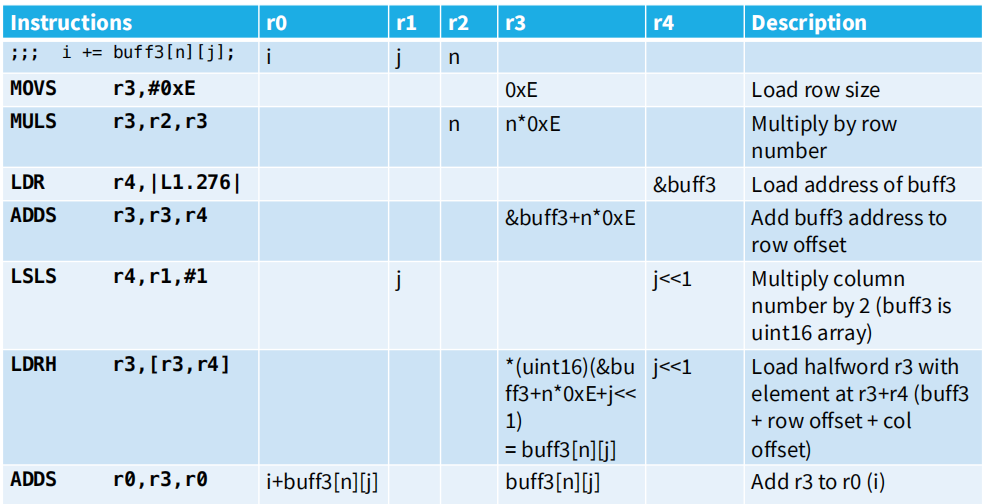 Instructions r0 r1 r2 r3 r4 Description
;;; i += buff3[n][j]; i j n
MOVS r3,#0xE 0xE Load row size
MULS r3,r2,r3 n n*0xE Multiply by row
number
LDR r4,|L1.276| &buff3 Load address of buff3
ADDS r3,r3,r4 &buff3+n*0xE Add buff3 address to
row offset
LSLS r4,r1,#1 j j<<1 Multiply column
number by 2 (buff3 is
uint16 array)
LDRH r3,[r3,r4] *(uint16)(&bu j<<1 Load halfword r3 with
ff3+n*0xE+j<< element at r3+r4 (buff3
1) + row offset + col
= buff3[n][j] offset)
ADDS r0,r3,r0 i+buff3[n][j] buff3[n][j] Add r3 to r0 (i)